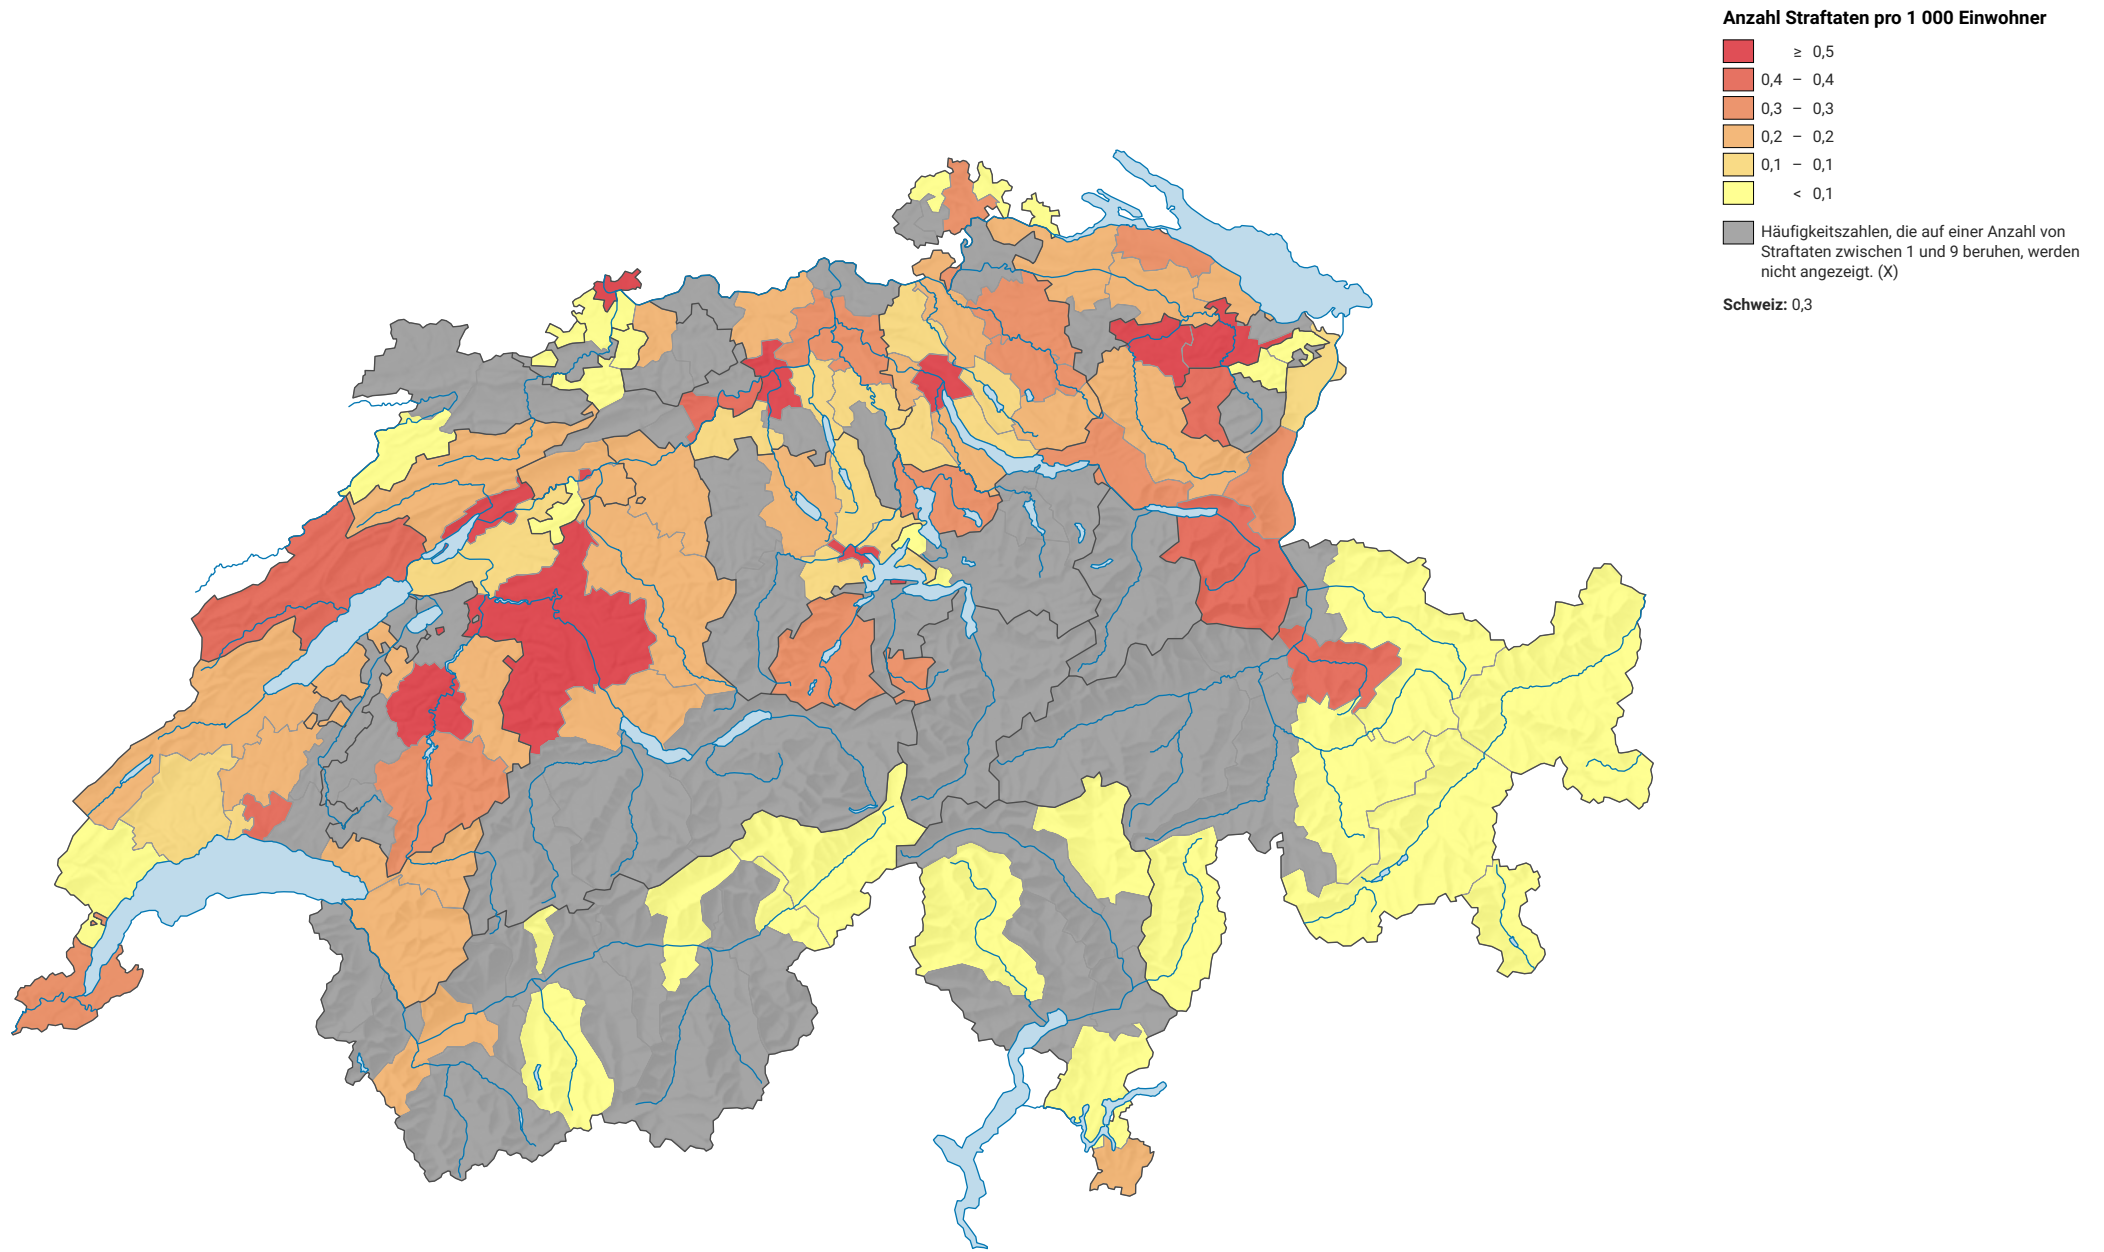 Anzahl Straftaten pro 1 000 Einwohner
≥ 0,5
0,4 – 0,4
0,3 – 0,3
0,2 – 0,2
0,1 – 0,1
< 0,1
Häufigkeitszahlen, die auf einer Anzahl von
Straftaten zwischen 1 und 9 beruhen, werden
nicht angezeigt. (X)
Schweiz: 0,3